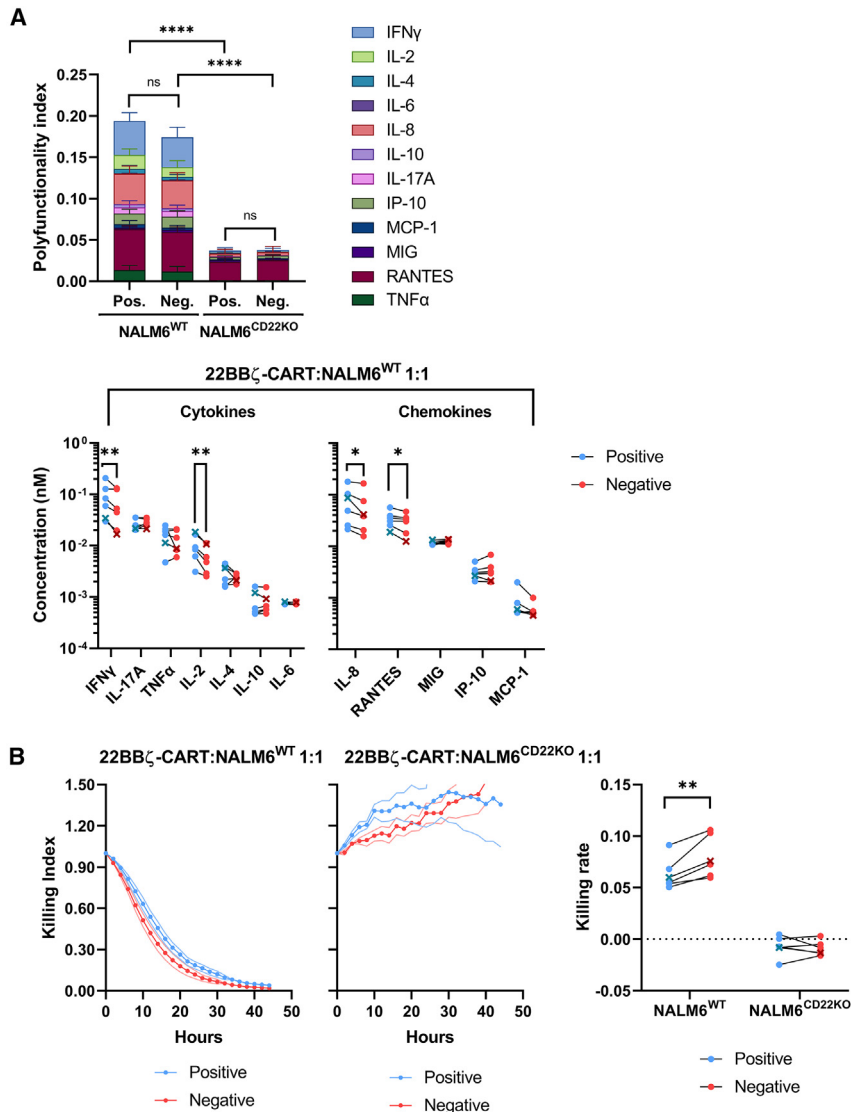 A
****
****
ns
ns
Polyfunctionality index
0.25
0.20
0.15
0.10
0.05
0.00
Pos. Neg. Pos. Neg.
NALM6WT NALM6CD22KO
IFNγ
IL-2
IL-4
IL-6
IL-8
IL-10
IL-17A
IP-10
MCP-1
MIG
RANTES
TNFα
22BBζ-CART:NALM6WT 1:1
Cytokines Chemokines
** ** * *
Concentration (nM)
10⁰
10⁻¹
10⁻²
10⁻³
10⁻⁴
IFNγ IL-17A TNFα IL-2 IL-4 IL-10 IL-6
IL-8 RANTES MIG IP-10 MCP-1
Positive
Negative
B
22BBζ-CART:NALM6WT 1:1
Killing Index
1.50
1.20
0.90
0.60
0.30
0.00
0 10 20 30 40 50
Hours
Positive
Negative
22BBζ-CART:NALM6CD22KO 1:1
0 10 20 30 40 50
Hours
Positive
Negative
**
Killing rate
0.15
0.10
0.05
0.00
-0.05
NALM6WT NALM6CD22KO
Positive
Negative